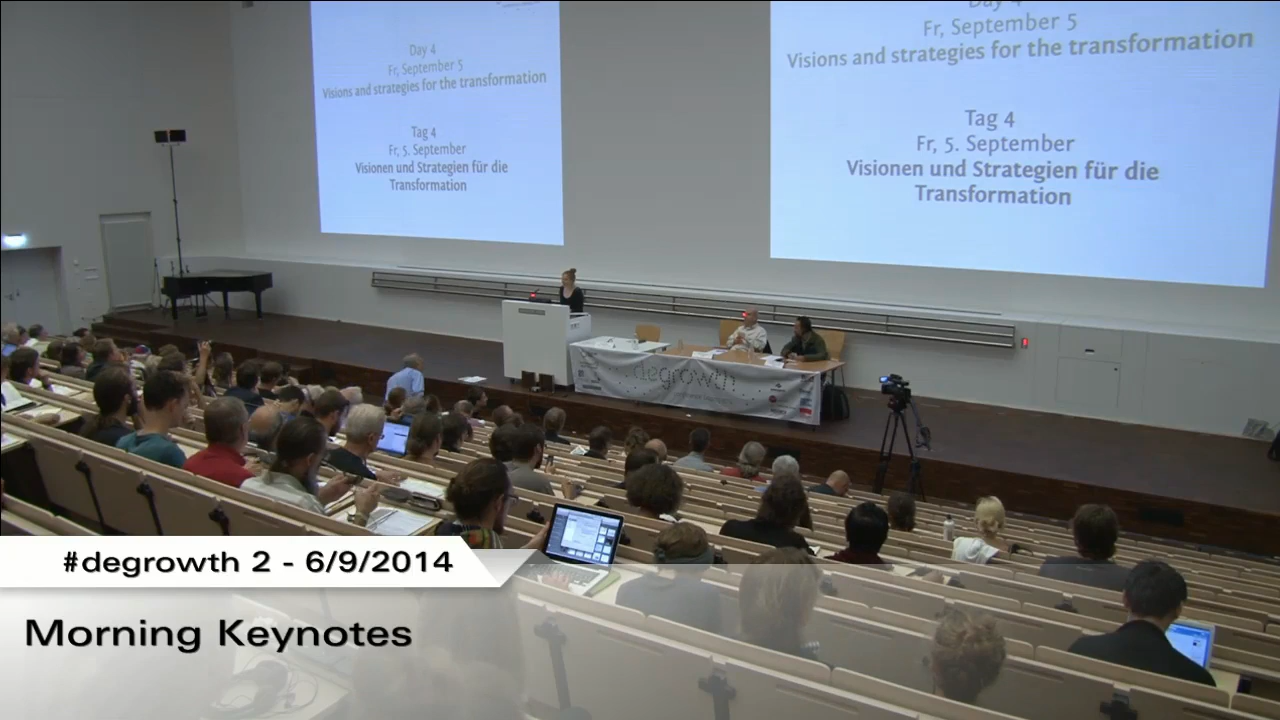 Day 4
Fr, September 5
Visions and strategies for the transformation
Tag 4
Fr, 5. September
Visionen und Strategien für die
Transformation
Day 4
Fr, September 5
Visions and strategies for the transformation
Tag 4
Fr, 5. September
Visionen und Strategien für die
Transformation
degrowth
#degrowth 2 - 6/9/2014
Morning Keynotes